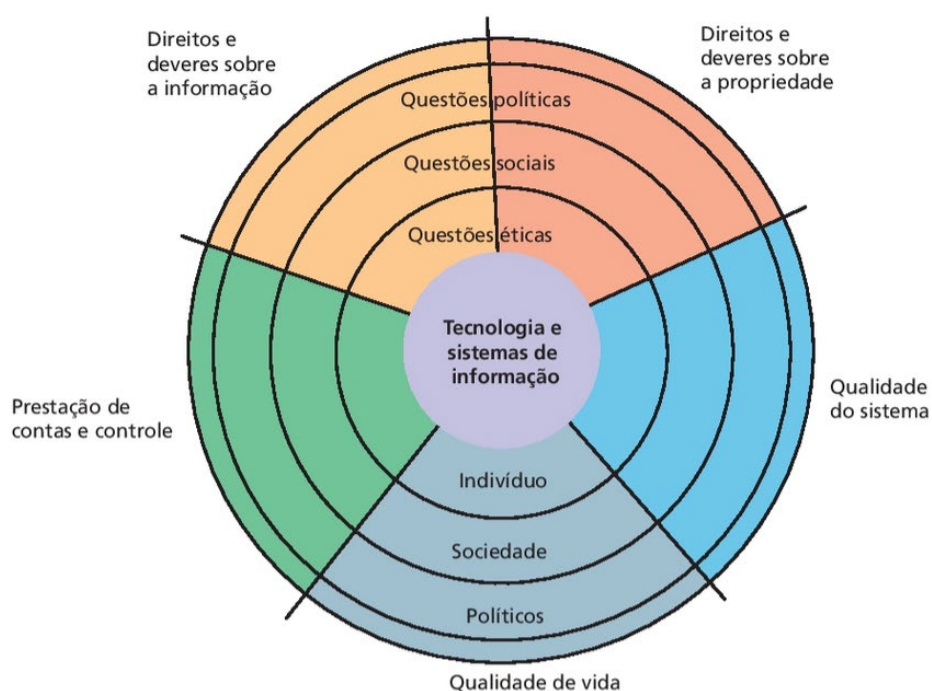 Direitos e
deveres sobre
a informação
Direitos e
deveres sobre
a propriedade
Questões políticas
Questões sociais
Questões éticas
Tecnologia e
sistemas de
informação
Prestação de
contas e controle
Qualidade
do sistema
Indivíduo
Sociedade
Políticos
Qualidade de vida